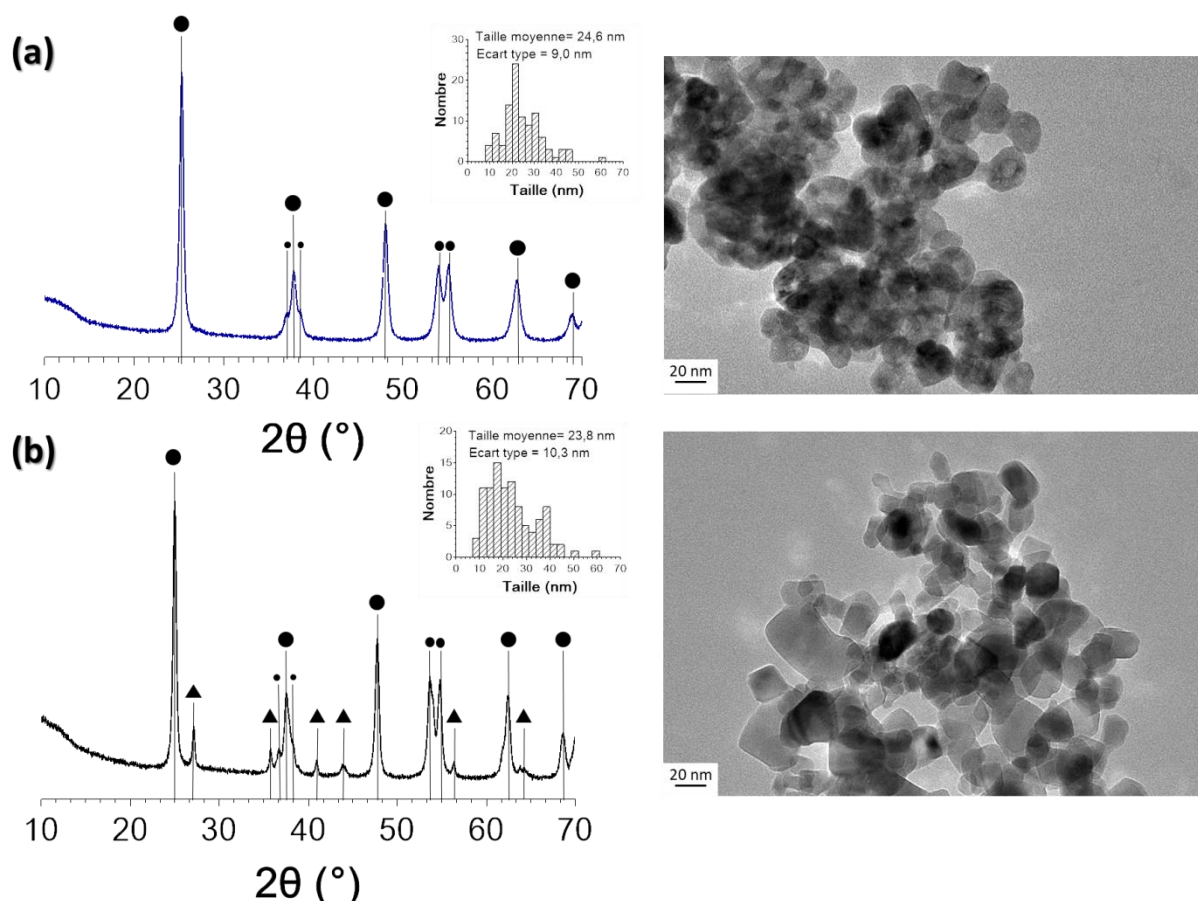 (a)
Taille moyenne= 24,6 nm
Ecart type = 9,0 nm
30
20
10
0
Nombre
0 10 20 30 40 50 60 70
Taille (nm)
10 20 30 40 50 60 70
2θ (°)
20 nm
(b)
Taille moyenne= 23,8 nm
Ecart type = 10,3 nm
20
15
10
5
0
Nombre
0 10 20 30 40 50 60 70
Taille (nm)
10 20 30 40 50 60 70
2θ (°)
20 nm